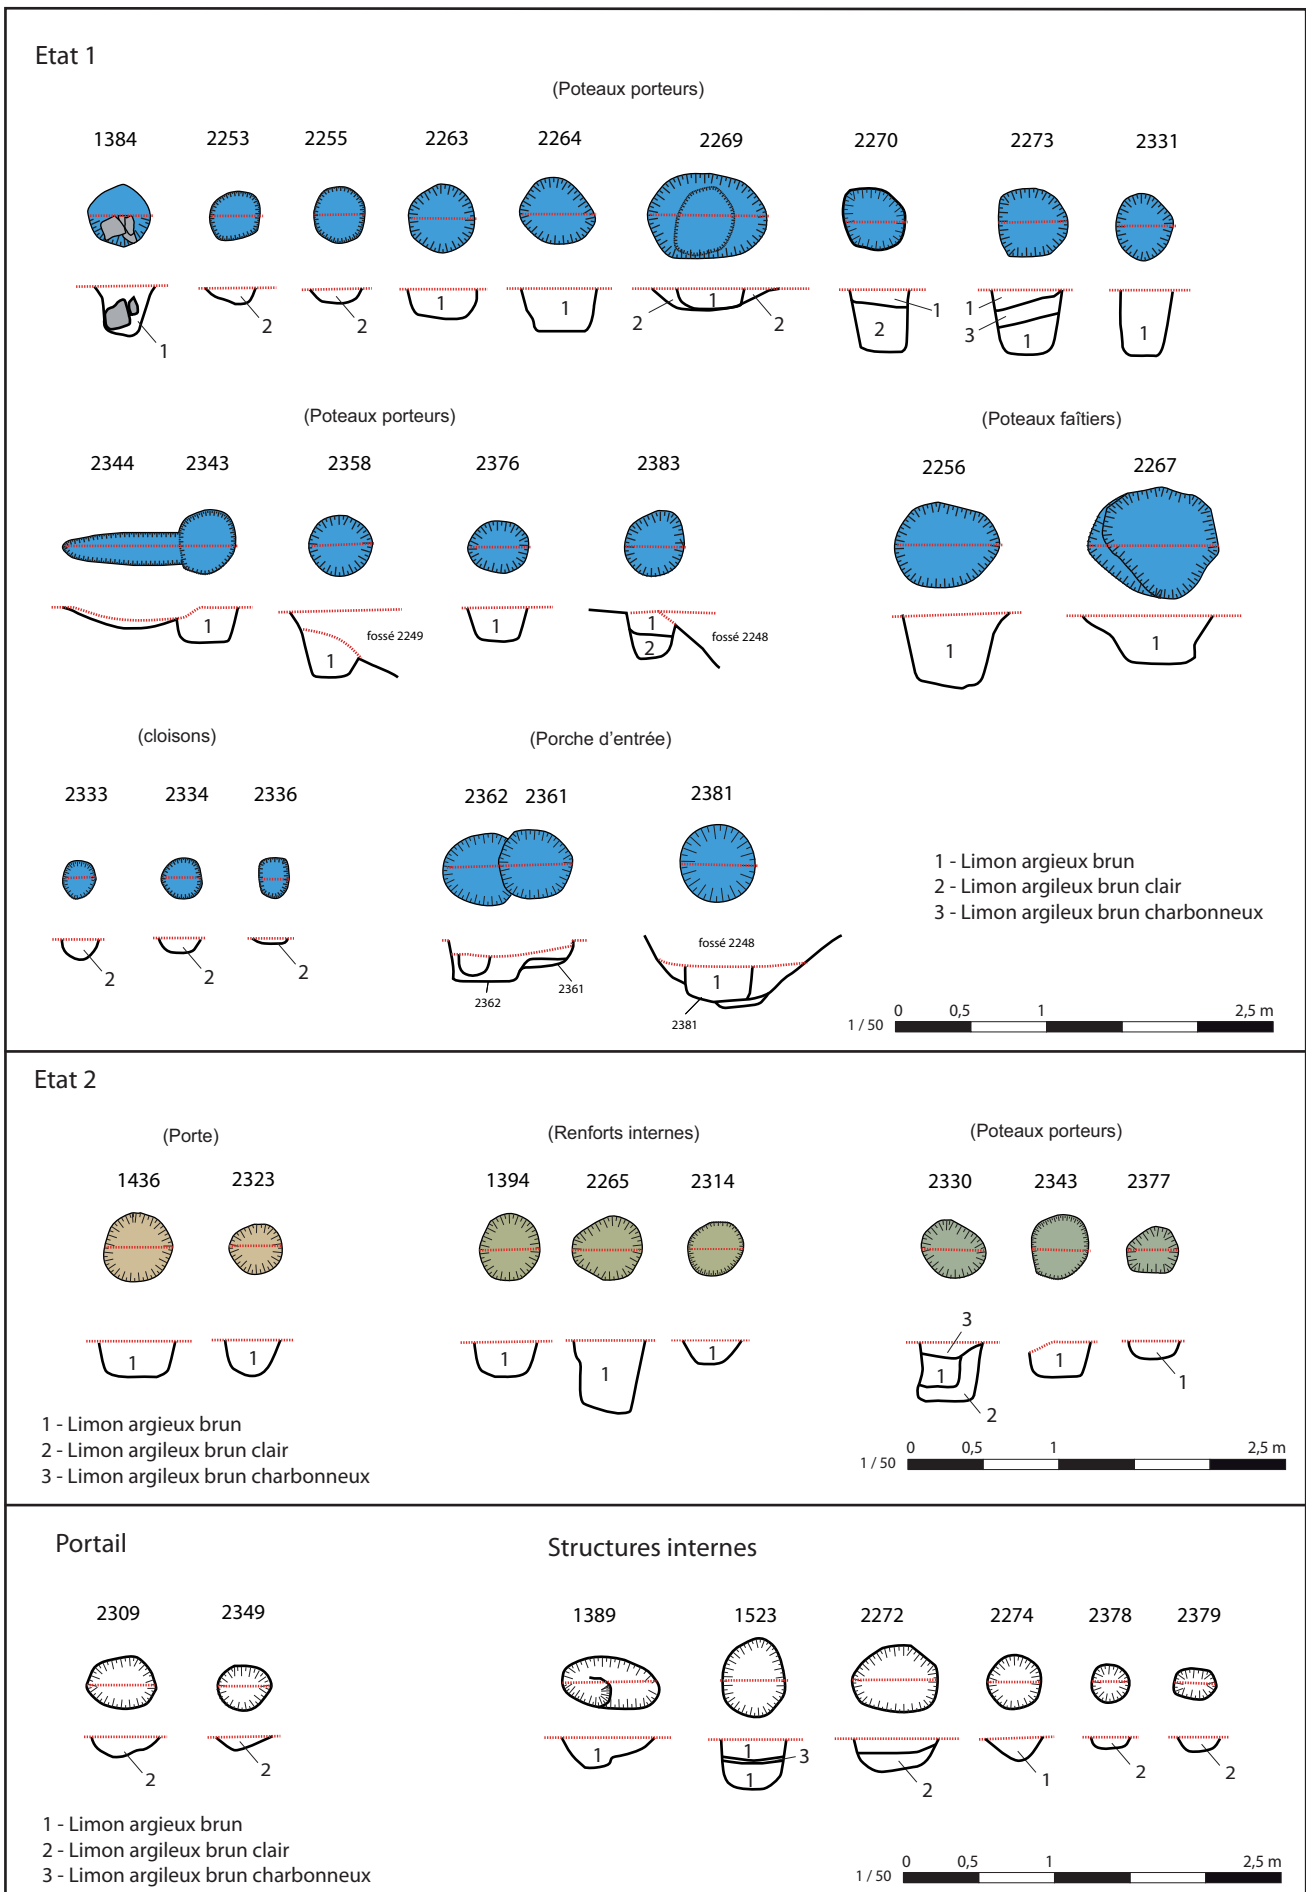 Etat 1
(Poteaux porteurs)
1384 2253 2255 2263 2264 2269 2270 2273 2331
1 2 2 1 1 2 1 2 1 2 1 3 1 1
(Poteaux porteurs) (Poteaux faîtiers)
2344 2343 2358 2376 2383 2256 2267
1 1 fossé 2249 1 1 2 fossé 2248 1 1
(cloisons) (Porche d'entrée)
2333 2334 2336 2362 2361 2381
2 2 2 2362 2361 fossé 2248 1 2381
1 - Limon argieux brun
2 - Limon argileux brun clair
3 - Limon argileux brun charbonneux
0 0,5 1 2,5 m
1 / 50
Etat 2
(Porte) (Renforts internes) (Poteaux porteurs)
1436 2323 1394 2265 2314 2330 2343 2377
1 1 1 1 1 3 1 2 1 1
1 - Limon argieux brun
2 - Limon argileux brun clair
3 - Limon argileux brun charbonneux
0 0,5 1 2,5 m
1 / 50
Portail Structures internes
2309 2349 1389 1523 2272 2274 2378 2379
2 2 1 1 3 1 2 1 2 2
1 - Limon argieux brun
2 - Limon argileux brun clair
3 - Limon argileux brun charbonneux
0 0,5 1 2,5 m
1 / 50